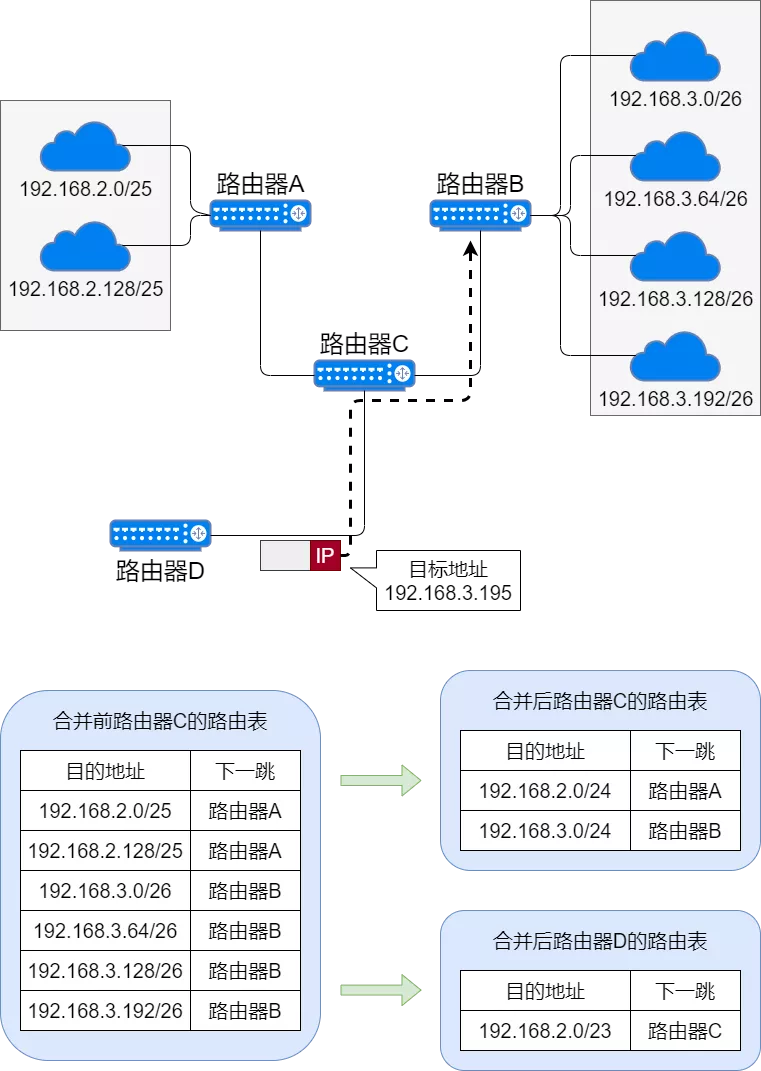 192.168.3.0/26
192.168.2.0/25
路由器A
路由器B
192.168.3.64/26
192.168.2.128/25
192.168.3.128/26
路由器C
192.168.3.192/26
IP
路由器D
目标地址
192.168.3.195
合并前路由器C的路由表
目的地址 下一跳
192.168.2.0/25 路由器A
192.168.2.128/25 路由器A
192.168.3.0/26 路由器B
192.168.3.64/26 路由器B
192.168.3.128/26 路由器B
192.168.3.192/26 路由器B
合并后路由器C的路由表
目的地址 下一跳
192.168.2.0/24 路由器A
192.168.3.0/24 路由器B
合并后路由器D的路由表
目的地址 下一跳
192.168.2.0/23 路由器C